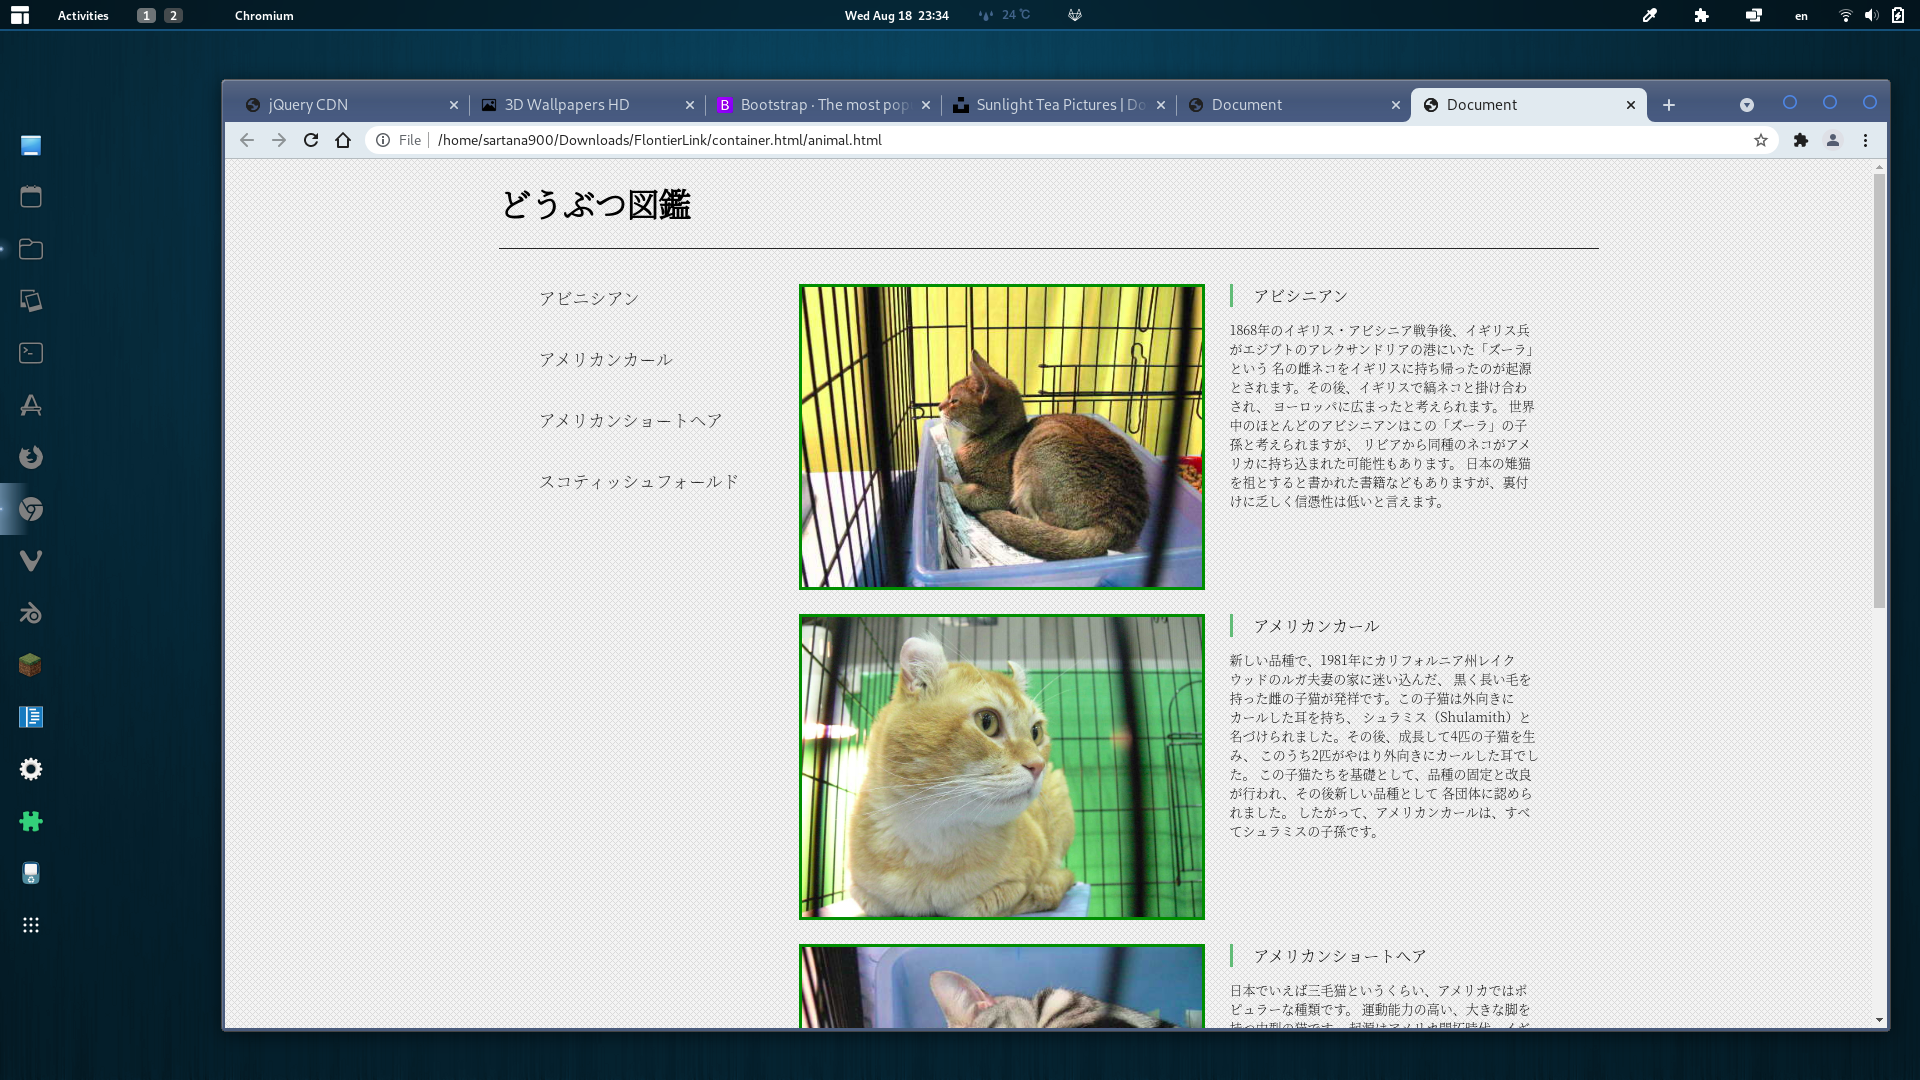 Activities
1
2
Chromium
Wed Aug 18 23:34
24 °C
en
jQuery CDN
3D Wallpapers HD
Bootstrap · The most pop
Sunlight Tea Pictures | Do
Document
Document
File
/home/sartana900/Downloads/FlontierLink/container.html/animal.html
どうぶつ図鑑
アビニシアン
アメリカンカール
アメリカンショートヘア
スコティッシュフォールド
アビシニアン
1868年のイギリス・アビシニア戦争後、イギリス兵
がエジプトのアレクサンドリアの港にいた「ズーラ」
という 名の雌ネコをイギリスに持ち帰ったのが起源
とされます。その後、イギリスで縞ネコと掛け合わ
され、 ヨーロッパに広まったと考えられます。 世界
中のほとんどのアビシニアンはこの「ズーラ」の子
孫と考えられますが、 リビアから同種のネコがアメ
リカに持ち込まれた可能性もあります。 日本の雉猫
を祖とすると書かれた書籍などもありますが、裏付
けに乏しく信憑性は低いと言えます。
アメリカンカール
新しい品種で、1981年にカリフォルニア州レイク
ウッドのルガ夫妻の家に迷い込んだ、 黒く長い毛を
持った雌の子猫が発祥です。この子猫は外向きに
カールした耳を持ち、 シュラミス（Shulamith）と
名づけられました。その後、成長して4匹の子猫を生
み、 このうち2匹がやはり外向きにカールした耳でし
た。 この子猫たちを基礎として、品種の固定と改良
が行われ、その後新しい品種として 各団体に認めら
れました。 したがって、アメリカンカールは、すべ
てシュラミスの子孫です。
アメリカンショートヘア
日本でいえば三毛猫というくらい、アメリカではポ
ピュラーな種類です。 運動能力の高い、大きな脚を